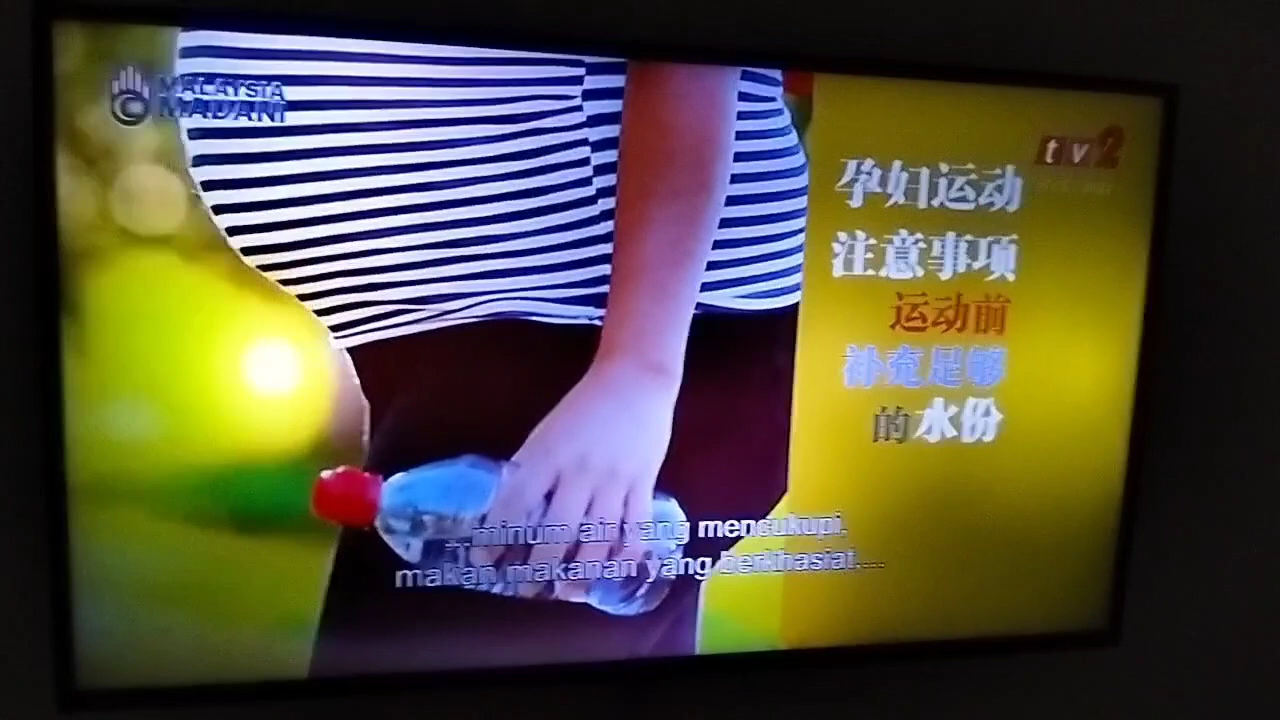 MALAYSIA
MADANI
tv2
孕妇运动
注意事项
运动前
补充足够
的水份
...minum air yang mencukupi,
makan makanan yang berkhasiat....